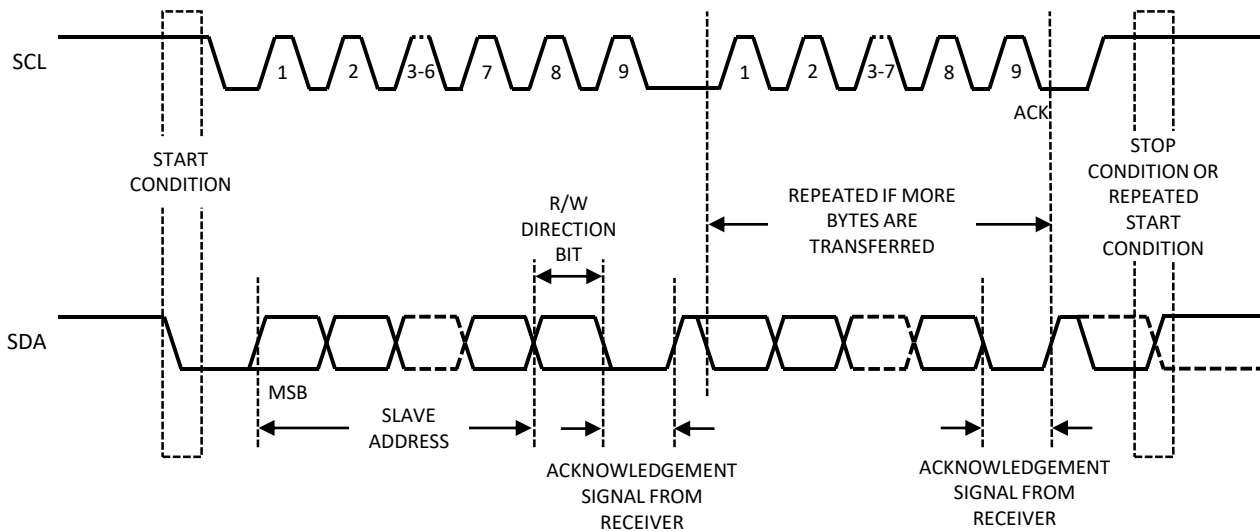 SCL
1
2
3-6
7
8
9
1
2
3-7
8
9
ACK
START
CONDITION
R/W
DIRECTION
BIT
REPEATED IF MORE
BYTES ARE
TRANSFERRED
STOP
CONDITION OR
REPEATED
START
CONDITION
SDA
MSB
SLAVE
ADDRESS
ACKNOWLEDGEMENT
SIGNAL FROM
RECEIVER
ACKNOWLEDGEMENT
SIGNAL FROM
RECEIVER